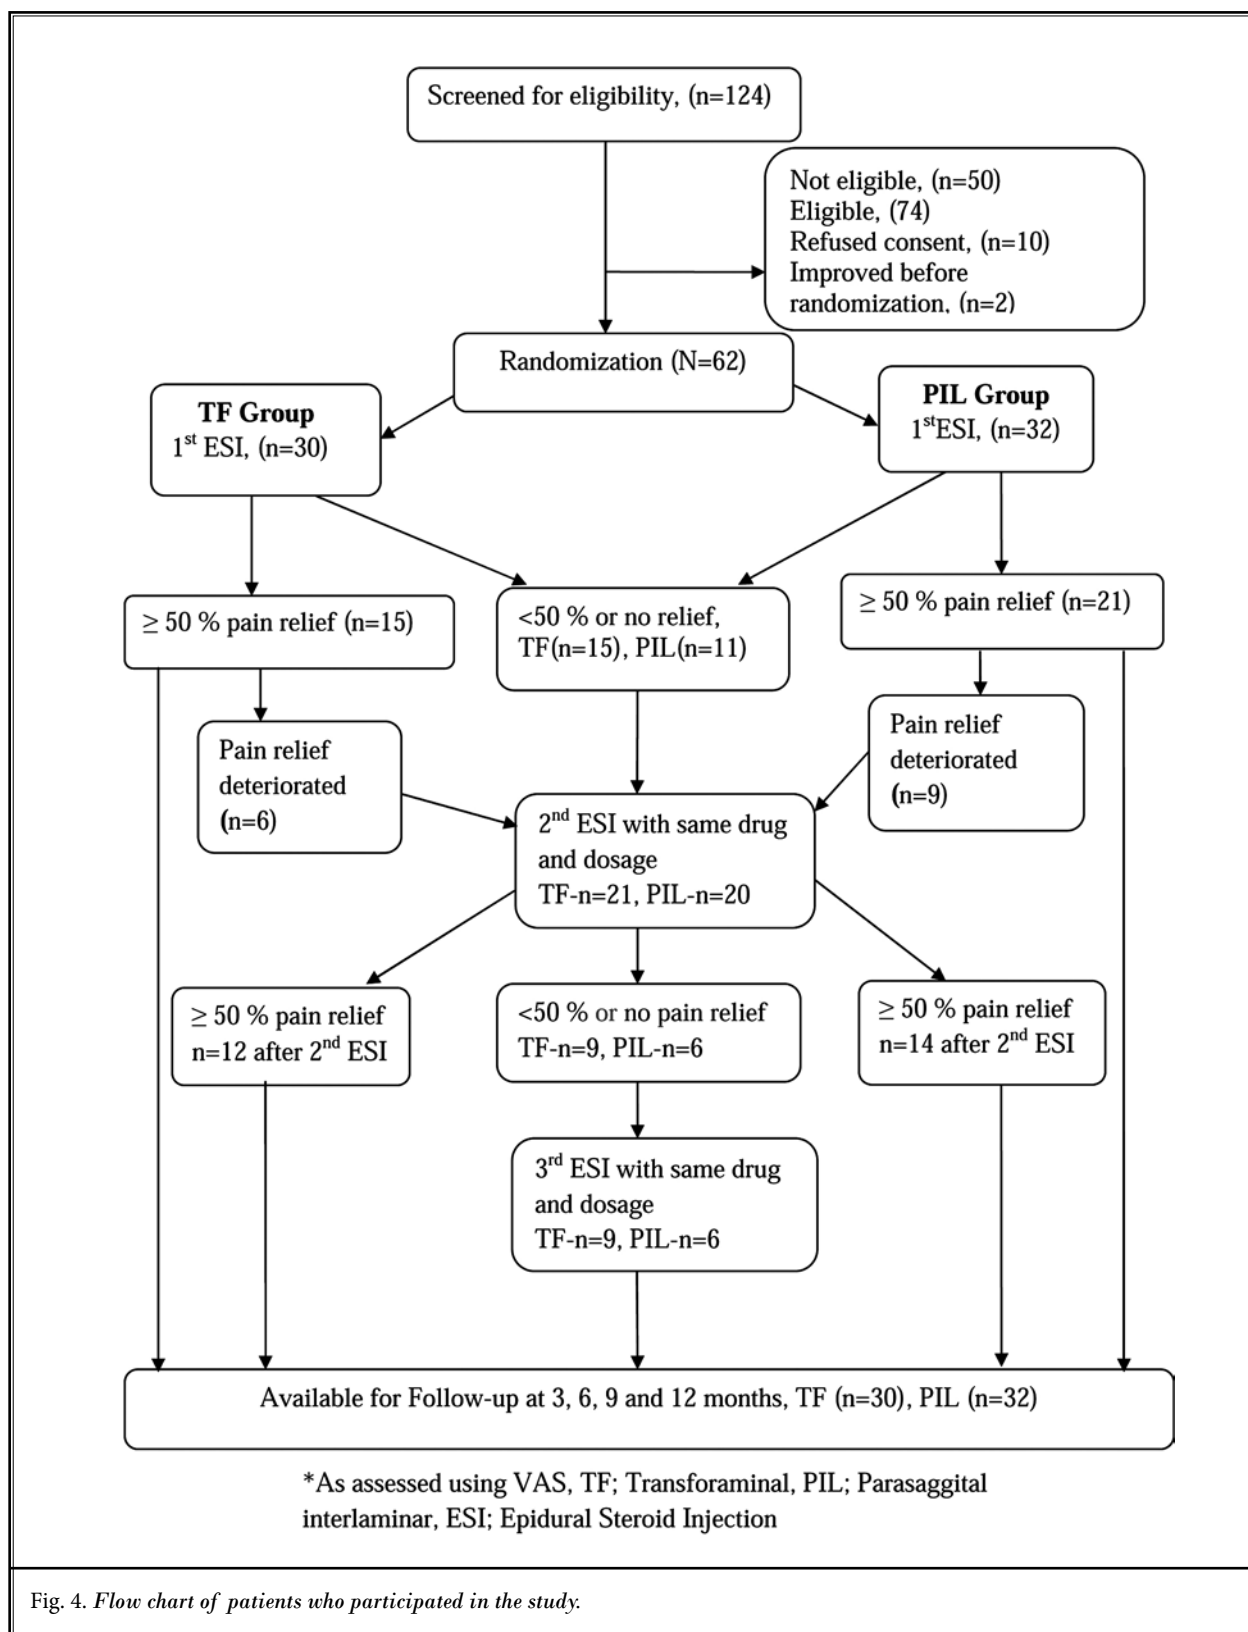 Screened for eligibility, (n=124)
Not eligible, (n=50)
Eligible, (74)
Refused consent, (n=10)
Improved before
randomization, (n=2)
Randomization (N=62)
TF Group
1st ESI, (n=30)
PIL Group
1stESI, (n=32)
≥ 50 % pain relief (n=15)
<50 % or no relief,
TF(n=15), PIL(n=11)
≥ 50 % pain relief (n=21)
Pain relief
deteriorated
(n=6)
Pain relief
deteriorated
(n=9)
2nd ESI with same drug
and dosage
TF-n=21, PIL-n=20
≥ 50 % pain relief
n=12 after 2nd ESI
<50 % or no pain relief
TF-n=9, PIL-n=6
≥ 50 % pain relief
n=14 after 2nd ESI
3rd ESI with same drug
and dosage
TF-n=9, PIL-n=6
Available for Follow-up at 3, 6, 9 and 12 months, TF (n=30), PIL (n=32)
*As assessed using VAS, TF; Transforaminal, PIL; Parasaggital
interlaminar, ESI; Epidural Steroid Injection
Fig. 4. Flow chart of patients who participated in the study.